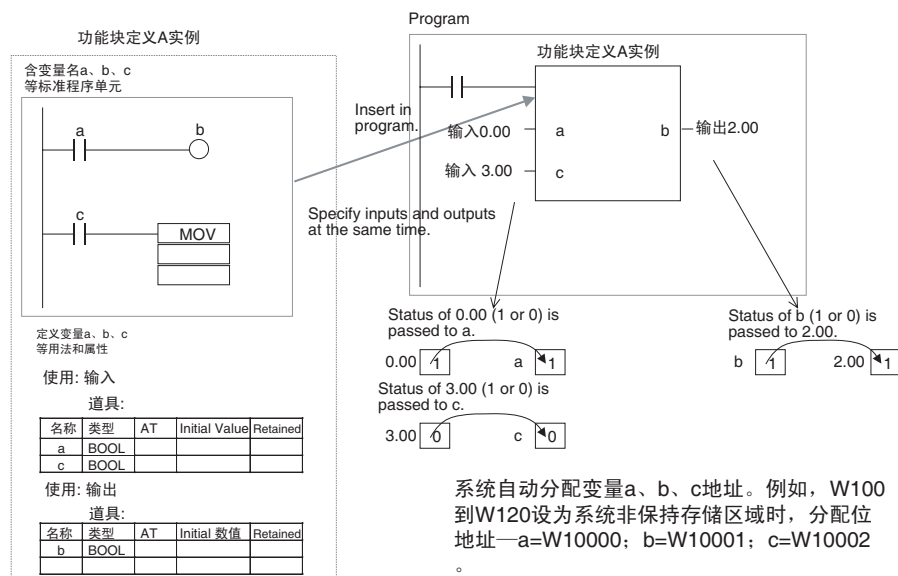 功能块定义A实例
含变量名a、b、c
等标准程序单元
a
b
c
MOV
定义变量a、b、c
等用法和属性
使用: 输入
道具:
名称 类型 AT Initial Value Retained
a BOOL
c BOOL
使用: 输出
道具:
名称 类型 AT Initial 数值 Retained
b BOOL
Program
功能块定义A实例
Insert in
program.
输入0.00 a b 输出2.00
输入 3.00 c
Specify inputs and outputs
at the same time.
Status of 0.00 (1 or 0) is
passed to a.
0.00 1 a 1
Status of 3.00 (1 or 0) is
passed to c.
3.00 0 c 0
Status of b (1 or 0) is
passed to 2.00.
b 1 2.00 1
系统自动分配变量a、b、c地址。例如，W100
到W120设为系统非保持存储区域时，分配位
地址—a=W10000；b=W10001；c=W10002
。